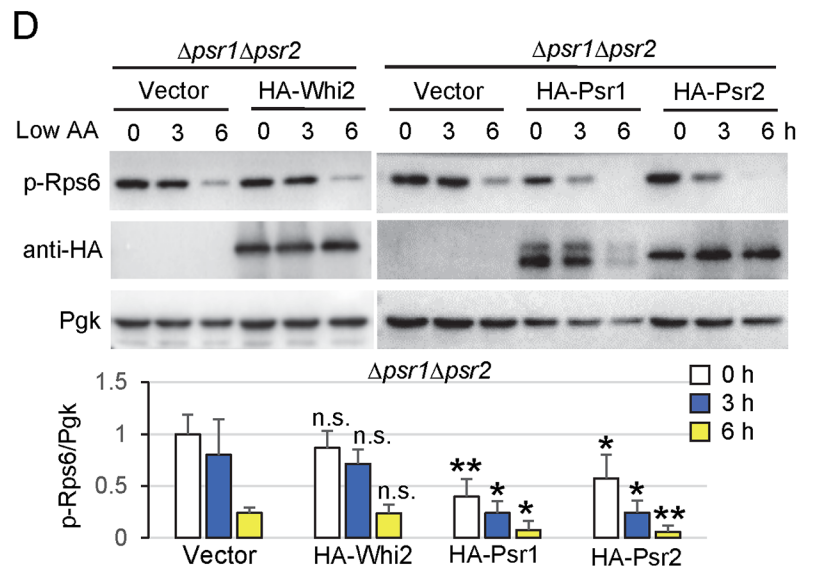 D
Δpsr1Δpsr2 Δpsr1Δpsr2
Vector HA-Whi2 Vector HA-Psr1 HA-Psr2
Low AA 0 3 6 0 3 6 0 3 6 0 3 6 0 3 6 h
p-Rps6
anti-HA
Pgk
Δpsr1Δpsr2
p-Rps6/Pgk
1.5
1
0.5
0
n.s. n.s. n.s. ** * * * * **
Vector HA-Whi2 HA-Psr1 HA-Psr2
0 h
3 h
6 h